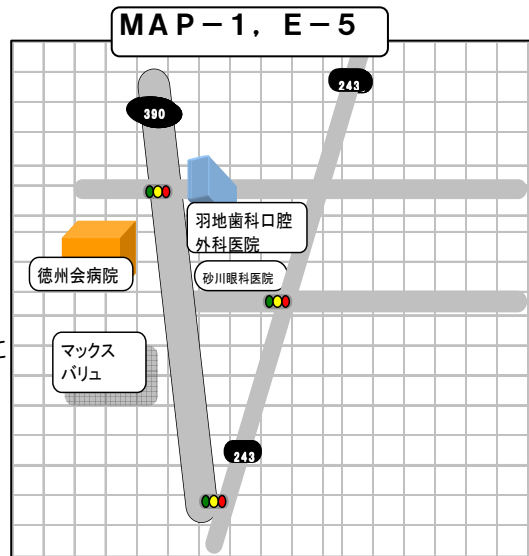 MAP－1, E－5
243
390
羽地歯科口腔
外科医院
徳州会病院
砂川眼科医院
と
マックス
バリュ
243